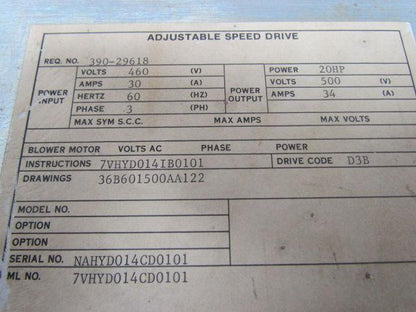 ADJUSTABLE SPEED DRIVE
REQ. NO. 390-29618
POWER INPUT
VOLTS 460 (V)
AMPS 30 (A)
HERTZ 60 (HZ)
PHASE 3 (PH)
POWER OUTPUT
POWER 20HP
VOLTS 500 (V)
AMPS 34 (A)
MAX SYM S.C.C. MAX AMPS MAX VOLTS
BLOWER MOTOR VOLTS AC PHASE POWER
INSTRUCTIONS 7VHYD014IB0101 DRIVE CODE D3B
DRAWINGS 36B601500AA122
MODEL NO.
OPTION
OPTION
SERIAL NO. NAHYD014CD0101
ML NO. 7VHYD014CD0101